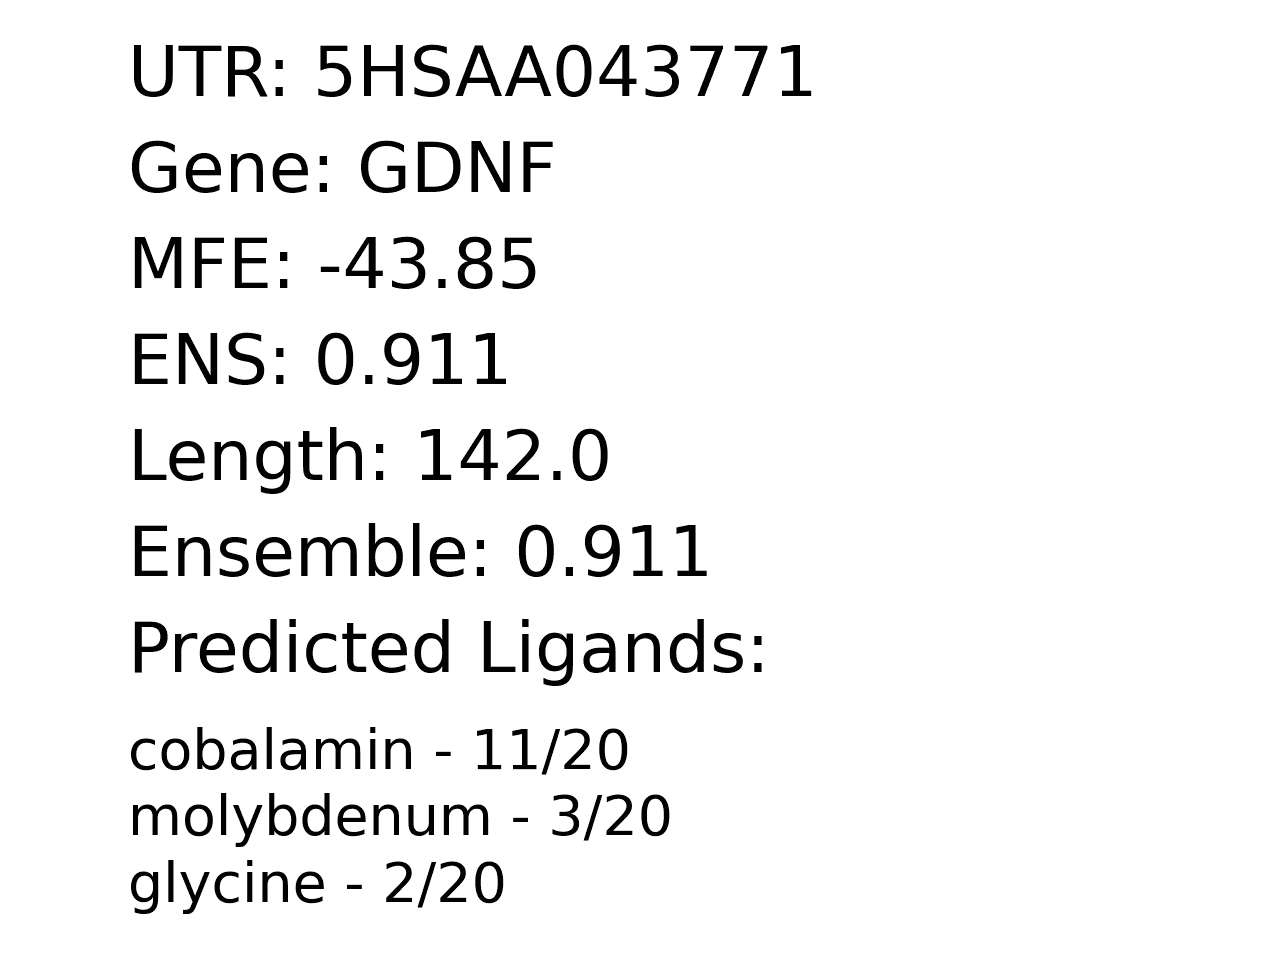 UTR: 5HSAA043771
Gene: GDNF
MFE: -43.85
ENS: 0.911
Length: 142.0
Ensemble: 0.911
Predicted Ligands:
cobalamin - 11/20
molybdenum - 3/20
glycine - 2/20